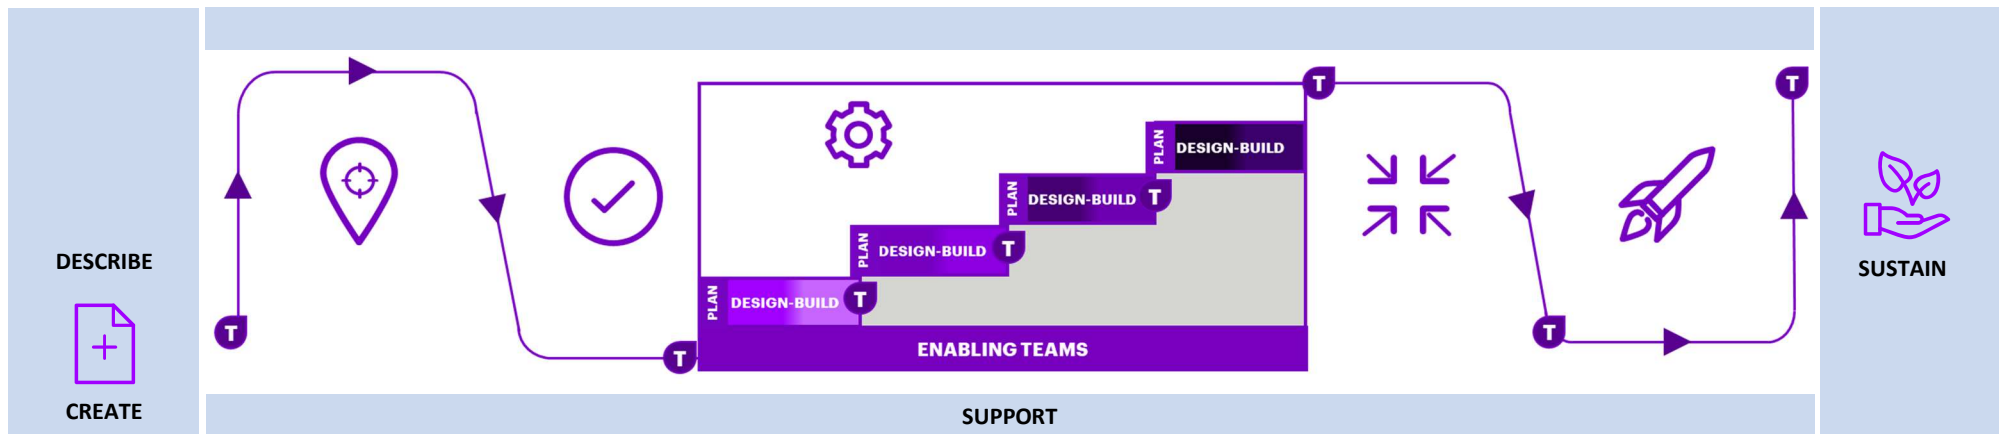 DESCRIBE
CREATE
T
T
PLAN
DESIGN-BUILD
T
PLAN
DESIGN-BUILD
T
PLAN
DESIGN-BUILD
T
PLAN
DESIGN-BUILD
ENABLING TEAMS
T
T
T
SUSTAIN
SUPPORT